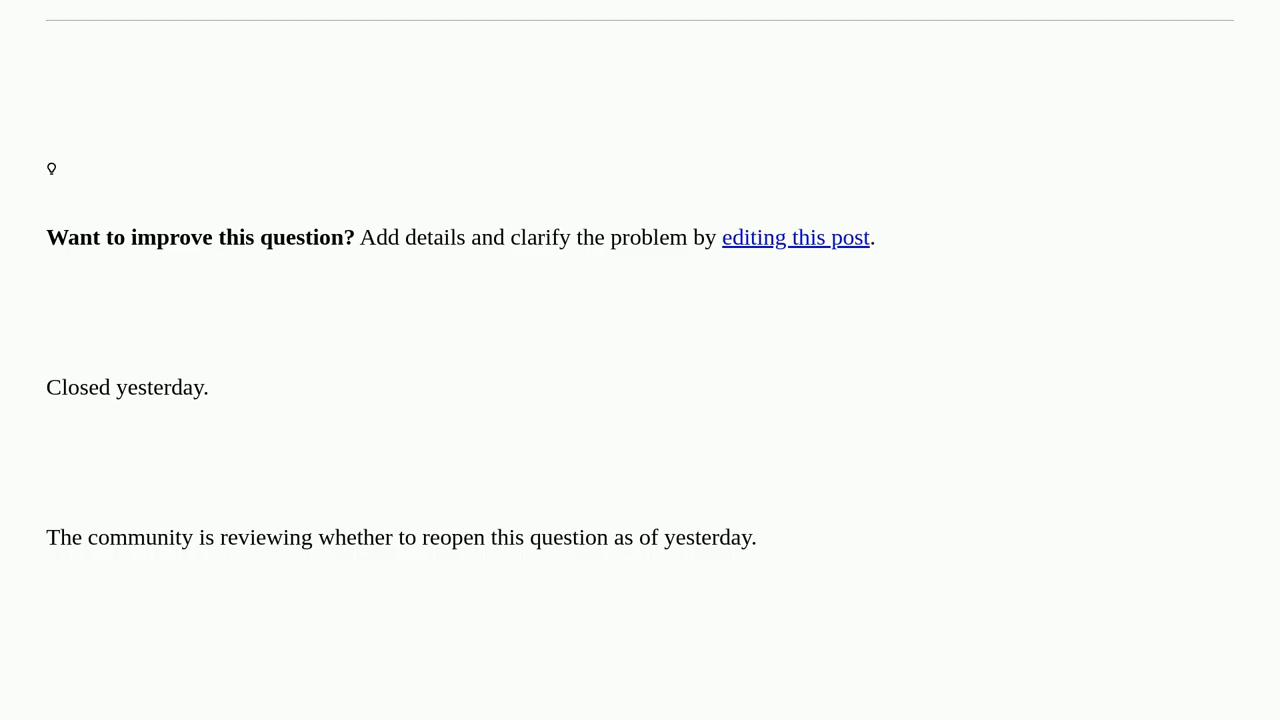 Want to improve this question? Add details and clarify the problem by editing this post.
Closed yesterday.
The community is reviewing whether to reopen this question as of yesterday.